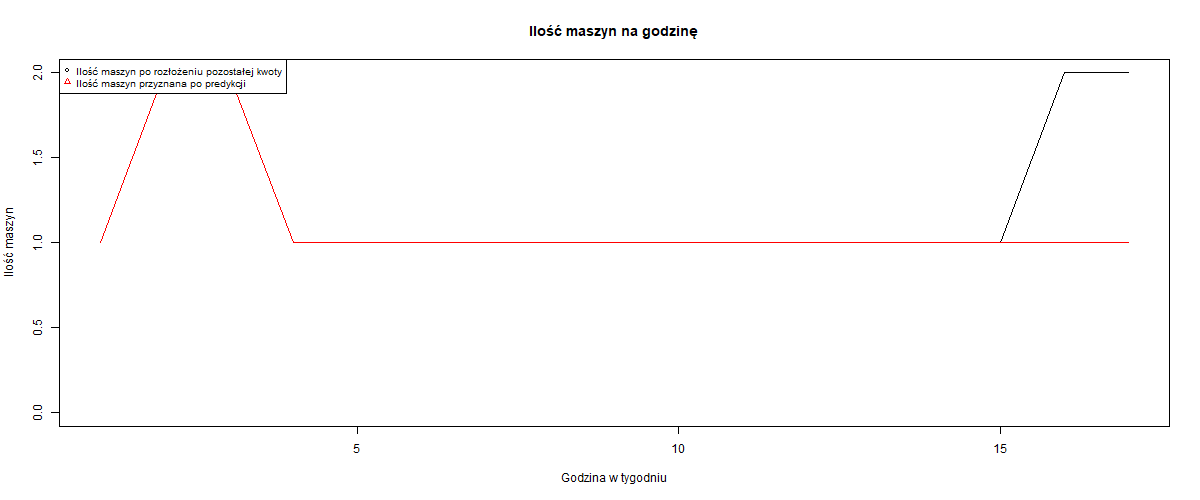 Ilość maszyn na godzinę
Ilość maszyn po rozłożeniu pozostałej kwoty
Ilość maszyn przyznana po predykcji
2.0
1.5
1.0
0.5
0.0
Ilość maszyn
5
10
15
Godzina w tygodniu